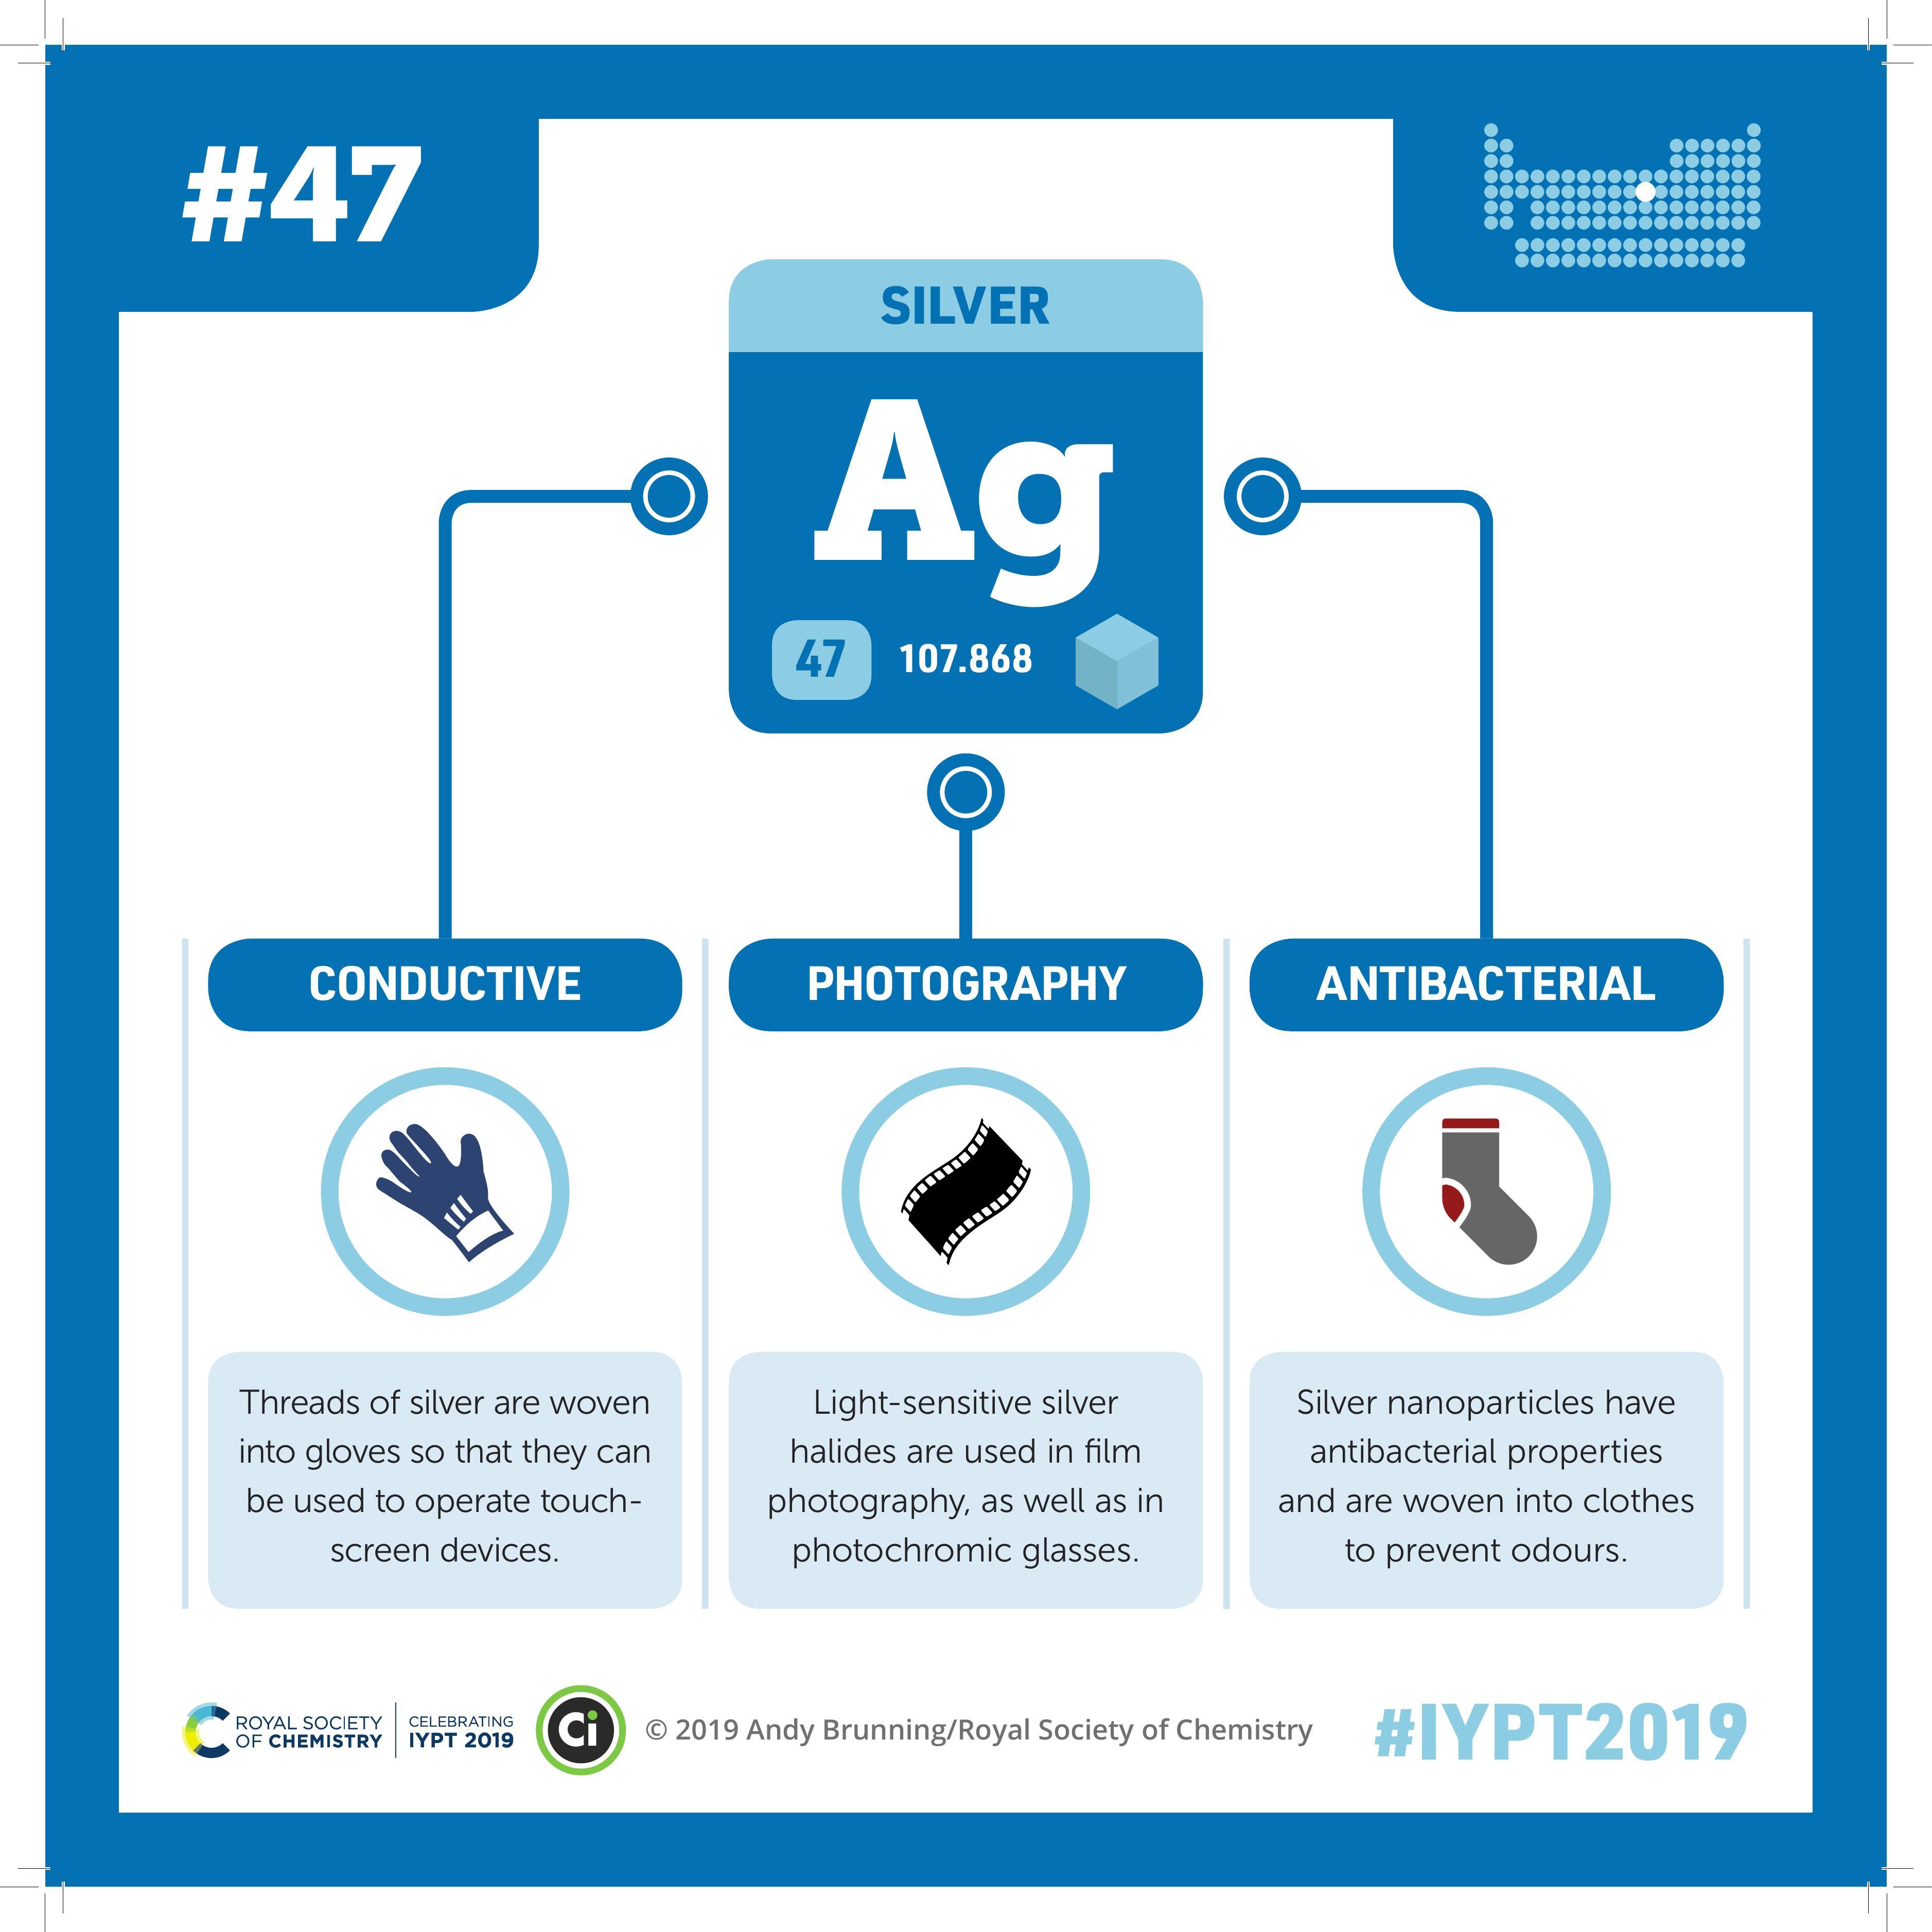 #47
SILVER
Ag
47 107.868
CONDUCTIVE
Threads of silver are woven
into gloves so that they can
be used to operate touch-
screen devices.
PHOTOGRAPHY
Light-sensitive silver
halides are used in film
photography, as well as in
photochromic glasses.
ANTIBACTERIAL
Silver nanoparticles have
antibacterial properties
and are woven into clothes
to prevent odours.
ROYAL SOCIETY
OF CHEMISTRY
CELEBRATING
IYPT 2019
Ci
© 2019 Andy Brunning/Royal Society of Chemistry
#IYPT2019